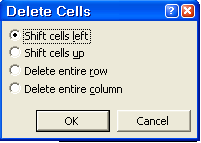 Delete Cells
Shift cells left
Shift cells up
Delete entire row
Delete entire column
OK Cancel